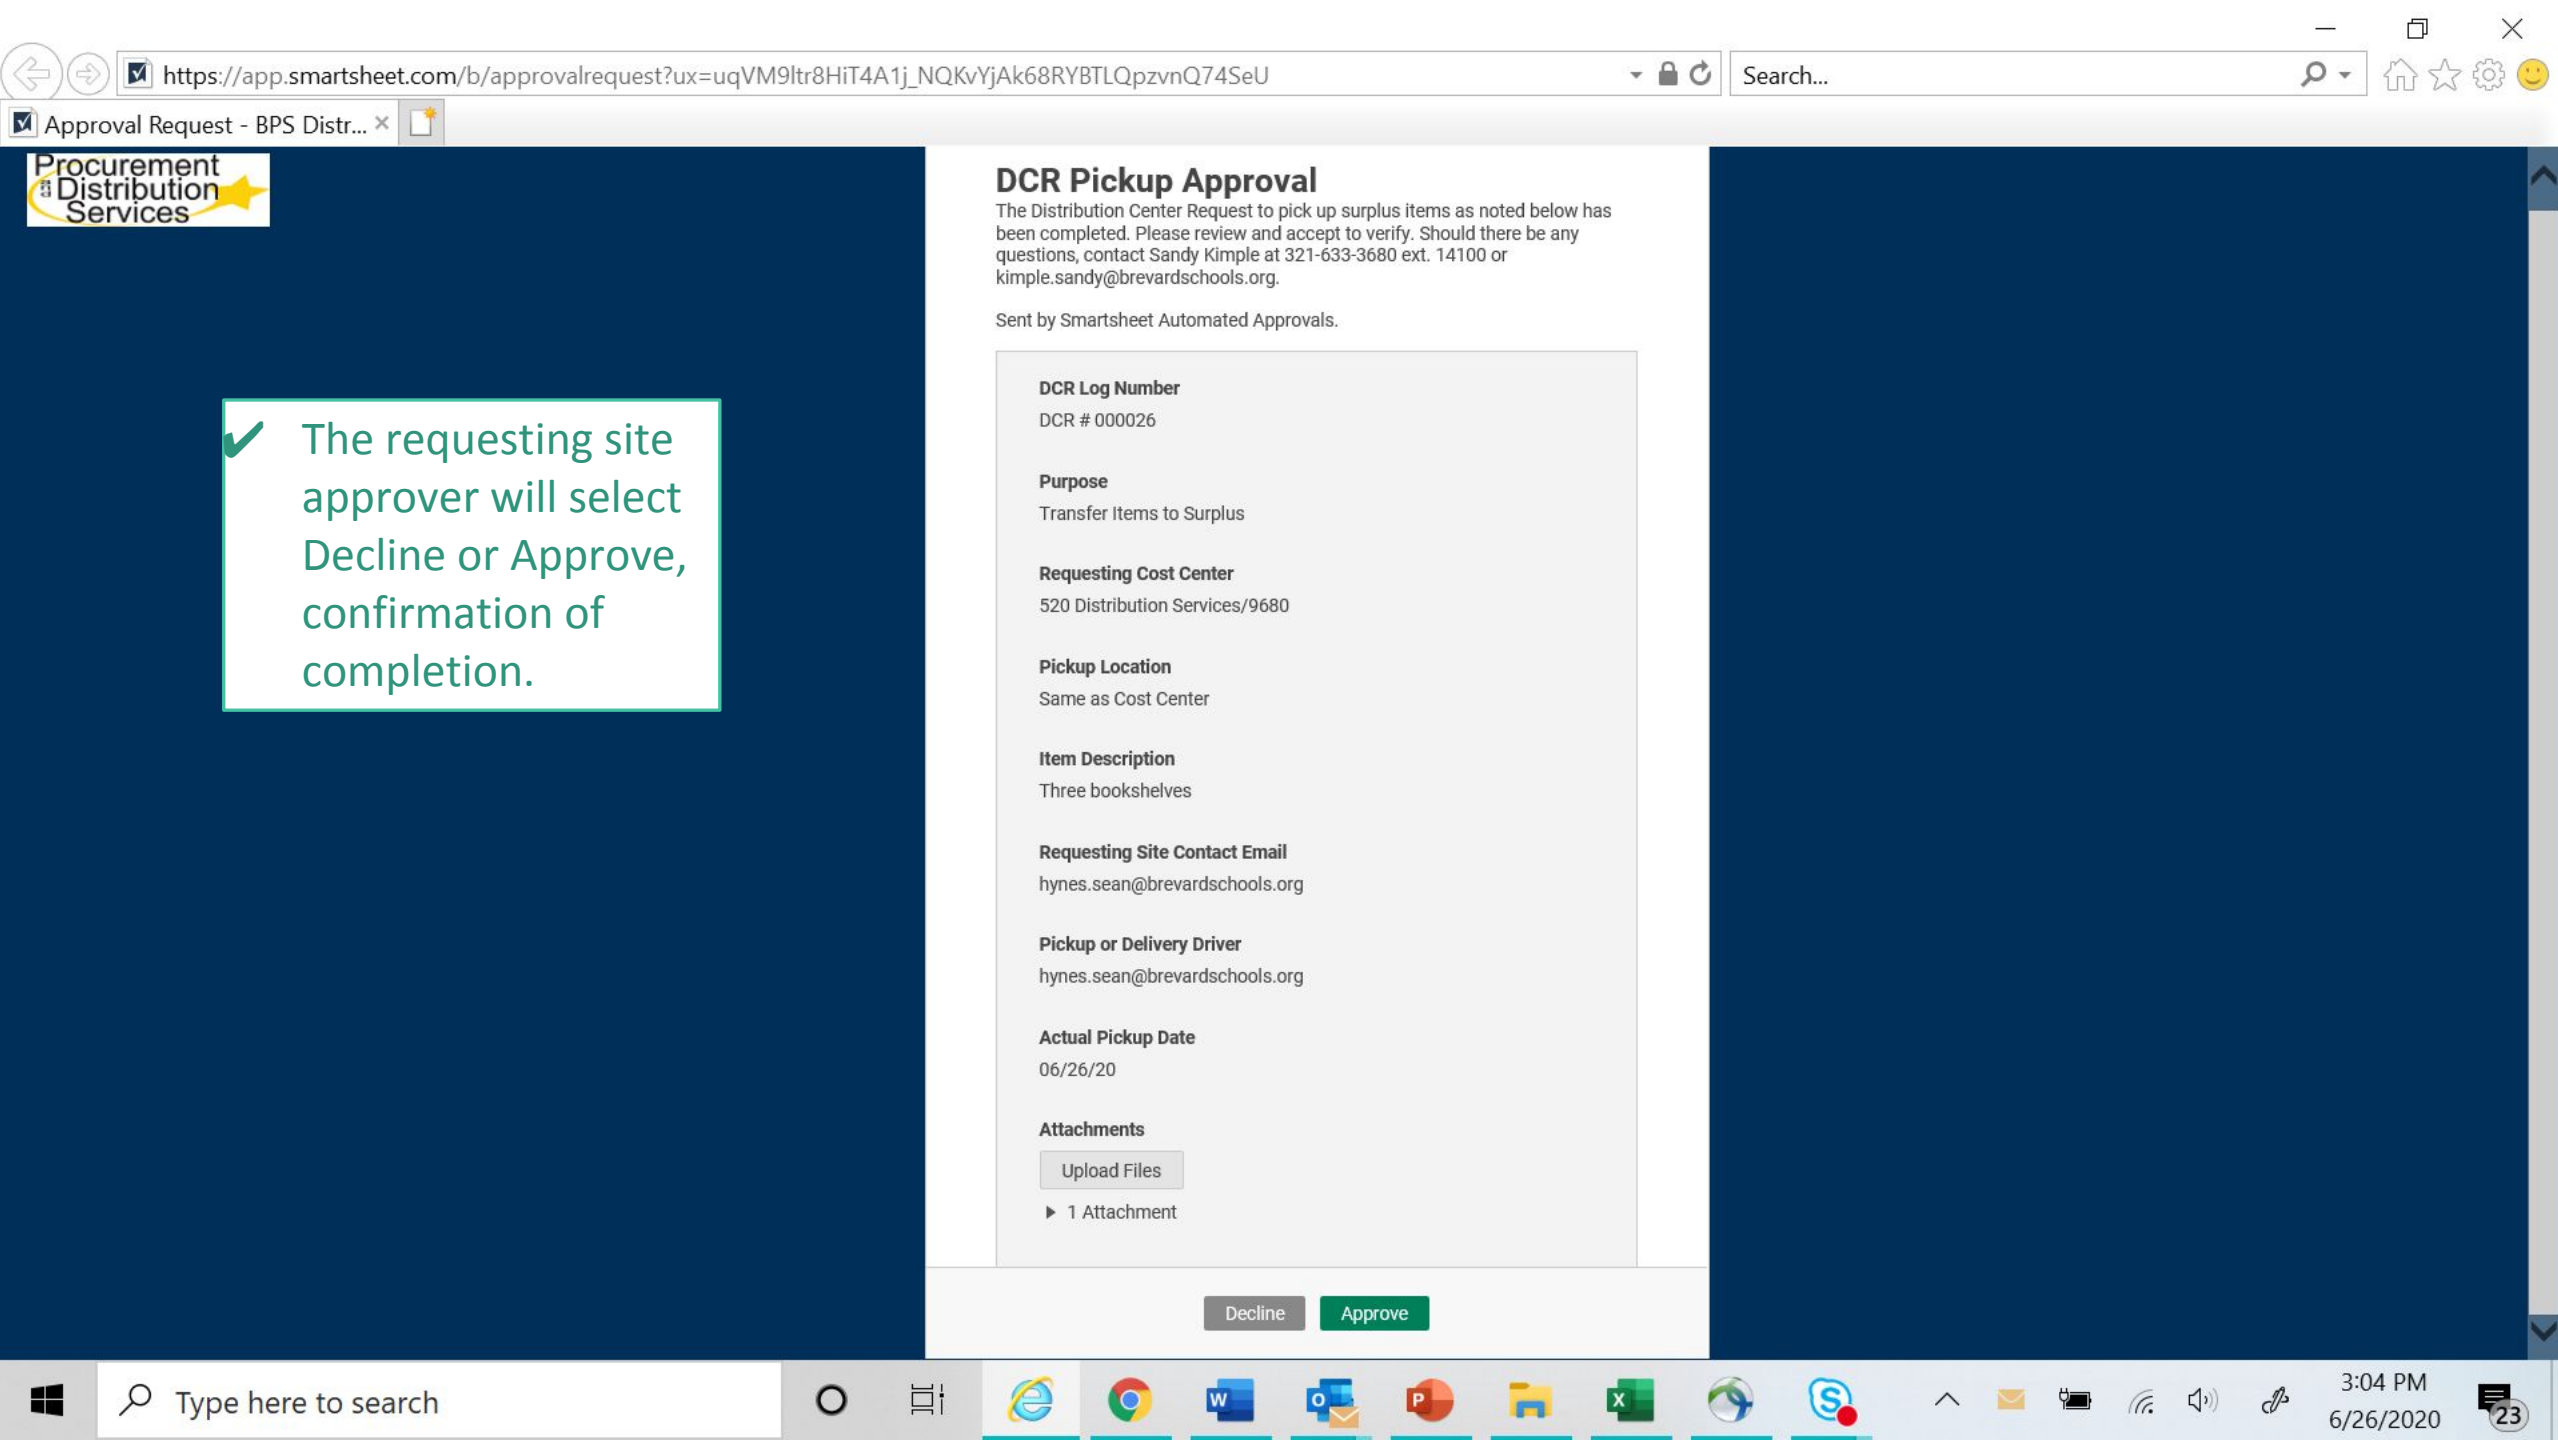 https://app.smartsheet.com/b/approvalrequest?ux=uqVM9ltr8HiT4A1j_NQKvYjAk68RYBTLQpzvnQ74SeU
Search...
Approval Request - BPS Distr...
Procurement
and Distribution
Services
DCR Pickup Approval
The Distribution Center Request to pick up surplus items as noted below has
been completed. Please review and accept to verify. Should there be any
questions, contact Sandy Kimple at 321-633-3680 ext. 14100 or
kimple.sandy@brevardschools.org.
Sent by Smartsheet Automated Approvals.
✔ The requesting site
approver will select
Decline or Approve,
confirmation of
completion.
DCR Log Number
DCR # 000026
Purpose
Transfer Items to Surplus
Requesting Cost Center
520 Distribution Services/9680
Pickup Location
Same as Cost Center
Item Description
Three bookshelves
Requesting Site Contact Email
hynes.sean@brevardschools.org
Pickup or Delivery Driver
hynes.sean@brevardschools.org
Actual Pickup Date
06/26/20
Attachments
Upload Files
1 Attachment
Decline
Approve
Type here to search
3:04 PM
6/26/2020
23